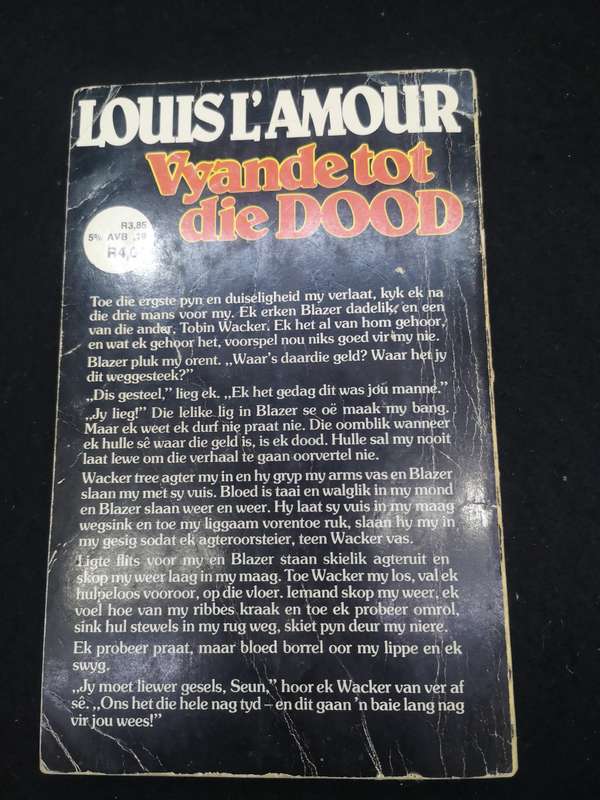 LOUIS L'AMOUR
Vyande tot
die DOOD
R3,85
5% AVB ,19
R4,0
Toe die ergste pyn en duiseligheid my verlaat, kyk ek na
die drie mans voor my. Ek erken Blazer dadelik, en een
van die ander, Tobin Wacker. Ek het al van hom gehoor,
en wat ek gehoor het, voorspel nou niks goed vir my nie.
Blazer pluk my orent. „Waar's daardie geld? Waar het jy
dit weggesteek?”
„Dis gesteel,” lieg ek. „Ek het gedag dit was jou manne.”
„Jy lieg!” Die lelike lig in Blazer se oë maak my bang.
Maar ek weet ek durf nie praat nie. Die oomblik wanneer
ek hulle sê waar die geld is, is ek dood. Hulle sal my nooit
laat lewe om die verhaal te gaan oorvertel nie.
Wacker tree agter my in en hy gryp my arms vas en Blazer
slaan my met sy vuis. Bloed is taai en walglik in my mond
en Blazer slaan weer en weer. Hy laat sy vuis in my maag
wegsink en toe my liggaam vorentoe ruk, slaan hy my in
my gesig sodat ek agteroorsteier, teen Wacker vas.
Ligte flits voor my en Blazer staan skielik agteruit en
skop my weer laag in my maag. Toe Wacker my los, val ek
hulpeloos vooroor, op die vloer. Iemand skop my weer, ek
voel hoe van my ribbes kraak en toe ek probeer omrol,
sink hul stewels in my rug weg, skiet pyn deur my niere.
Ek probeer praat, maar bloed borrel oor my lippe en ek
swyg.
„Jy moet liewer gesels, Seun,” hoor ek Wacker van ver af
sê. „Ons het die hele nag tyd – en dit gaan 'n baie lang nag
vir jou wees!”